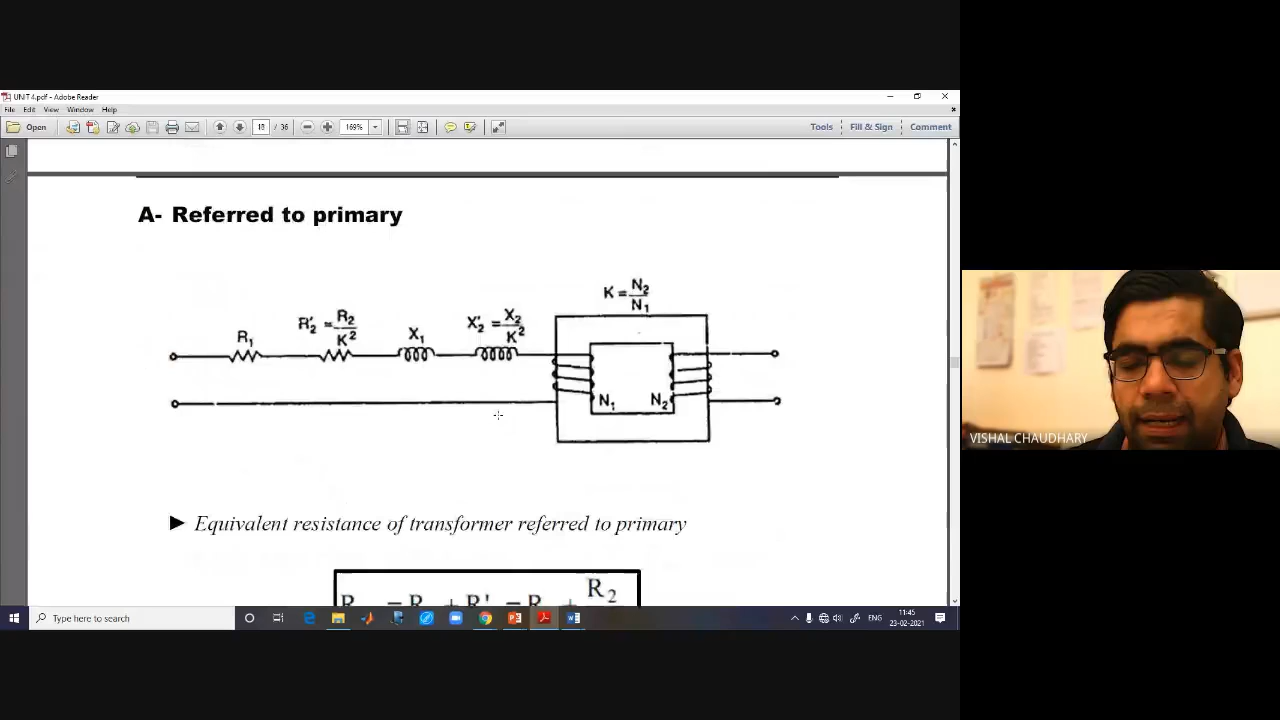 UNIT 4.pdf - Adobe Reader
File Edit View Window Help
Open 18 / 36 169% Tools Fill & Sign Comment
A- Referred to primary
K = N2/N1
R1 R'2 = R2/K² X1 X'2 = X2/K²
N1 N2
► Equivalent resistance of transformer referred to primary
R = R + R' = R + R2
VISHAL CHAUDHARY
Type here to search
ENG
11:45
23-02-2021